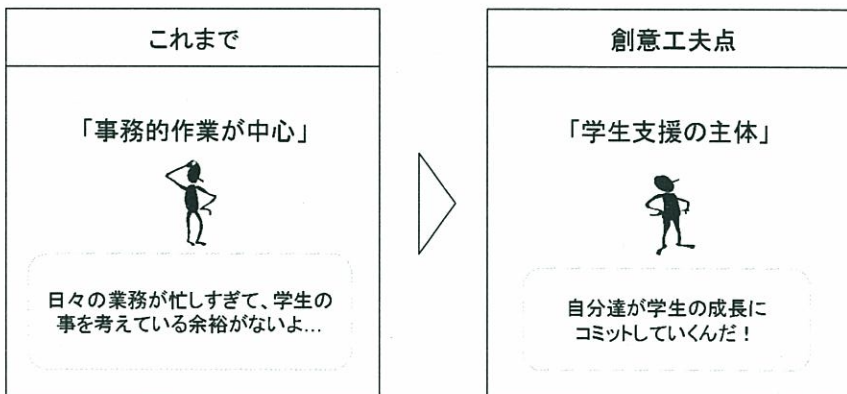 これまで
「事務的作業が中心」
日々の業務が忙しすぎて、学生の
事を考えている余裕がないよ…
創意工夫点
「学生支援の主体」
自分達が学生の成長に
コミットしていくんだ！